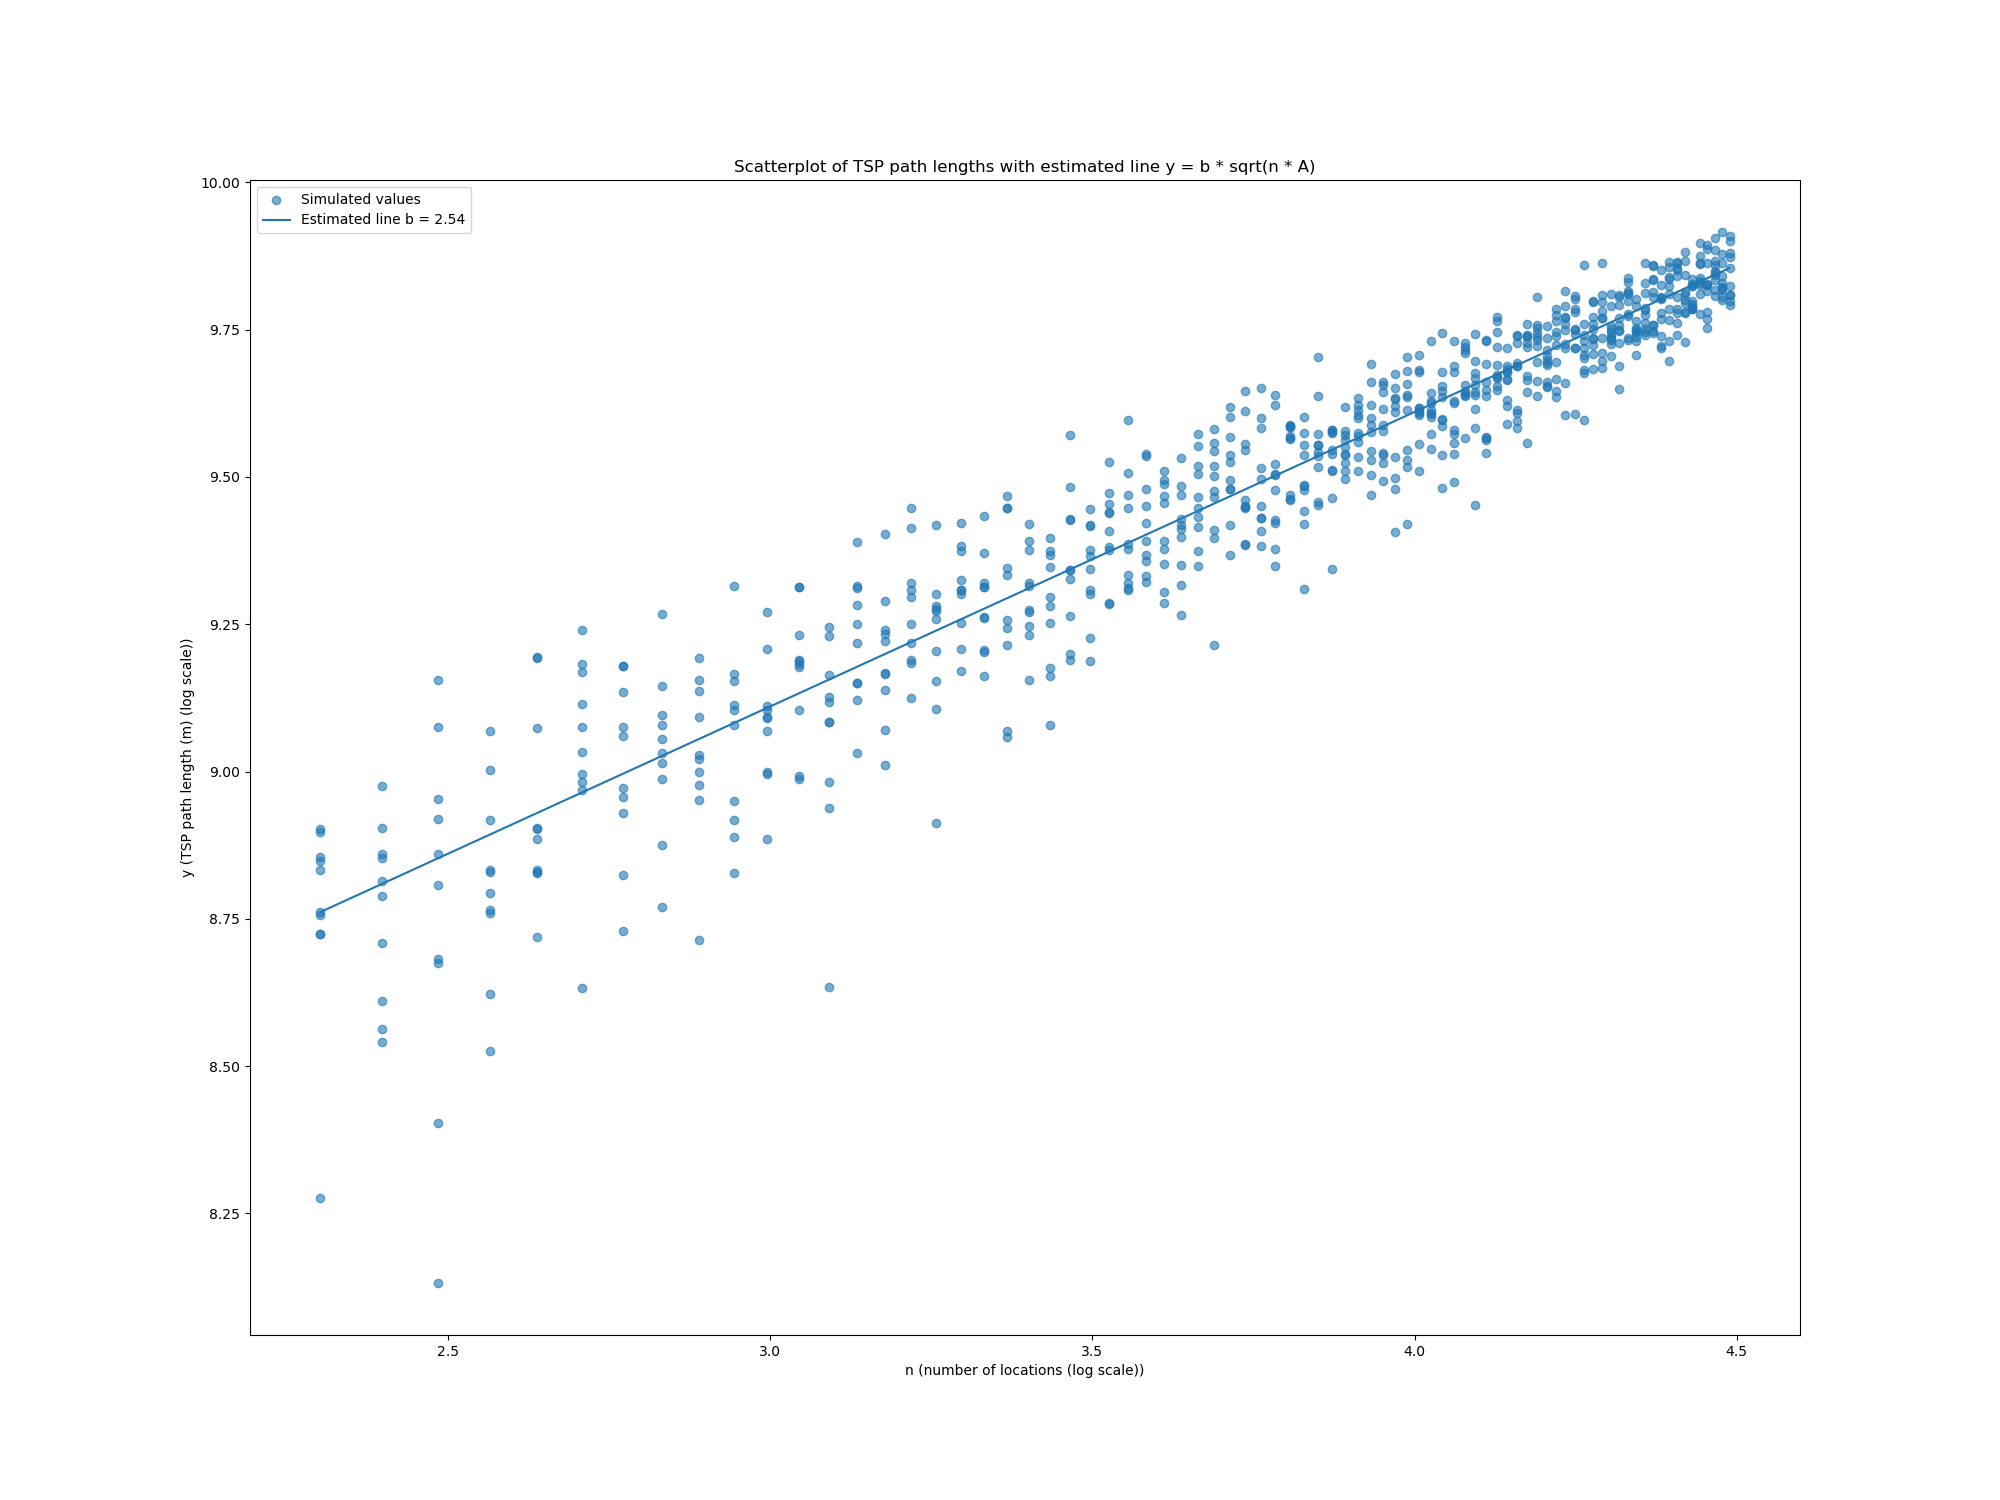 Scatterplot of TSP path lengths with estimated line y = b * sqrt(n * A)
Simulated values
Estimated line b = 2.54
10.00
9.75
9.50
9.25
9.00
8.75
8.50
8.25
y (TSP path length (m) (log scale))
2.5
3.0
3.5
4.0
4.5
n (number of locations (log scale))